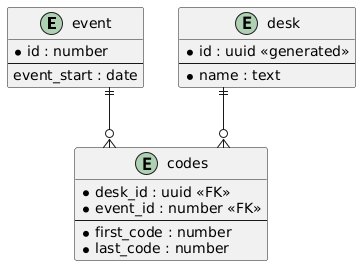 E event
* id : number
event_start : date
E desk
* id : uuid «generated»
* name : text
E codes
* desk_id : uuid «FK»
* event_id : number «FK»
* first_code : number
* last_code : number